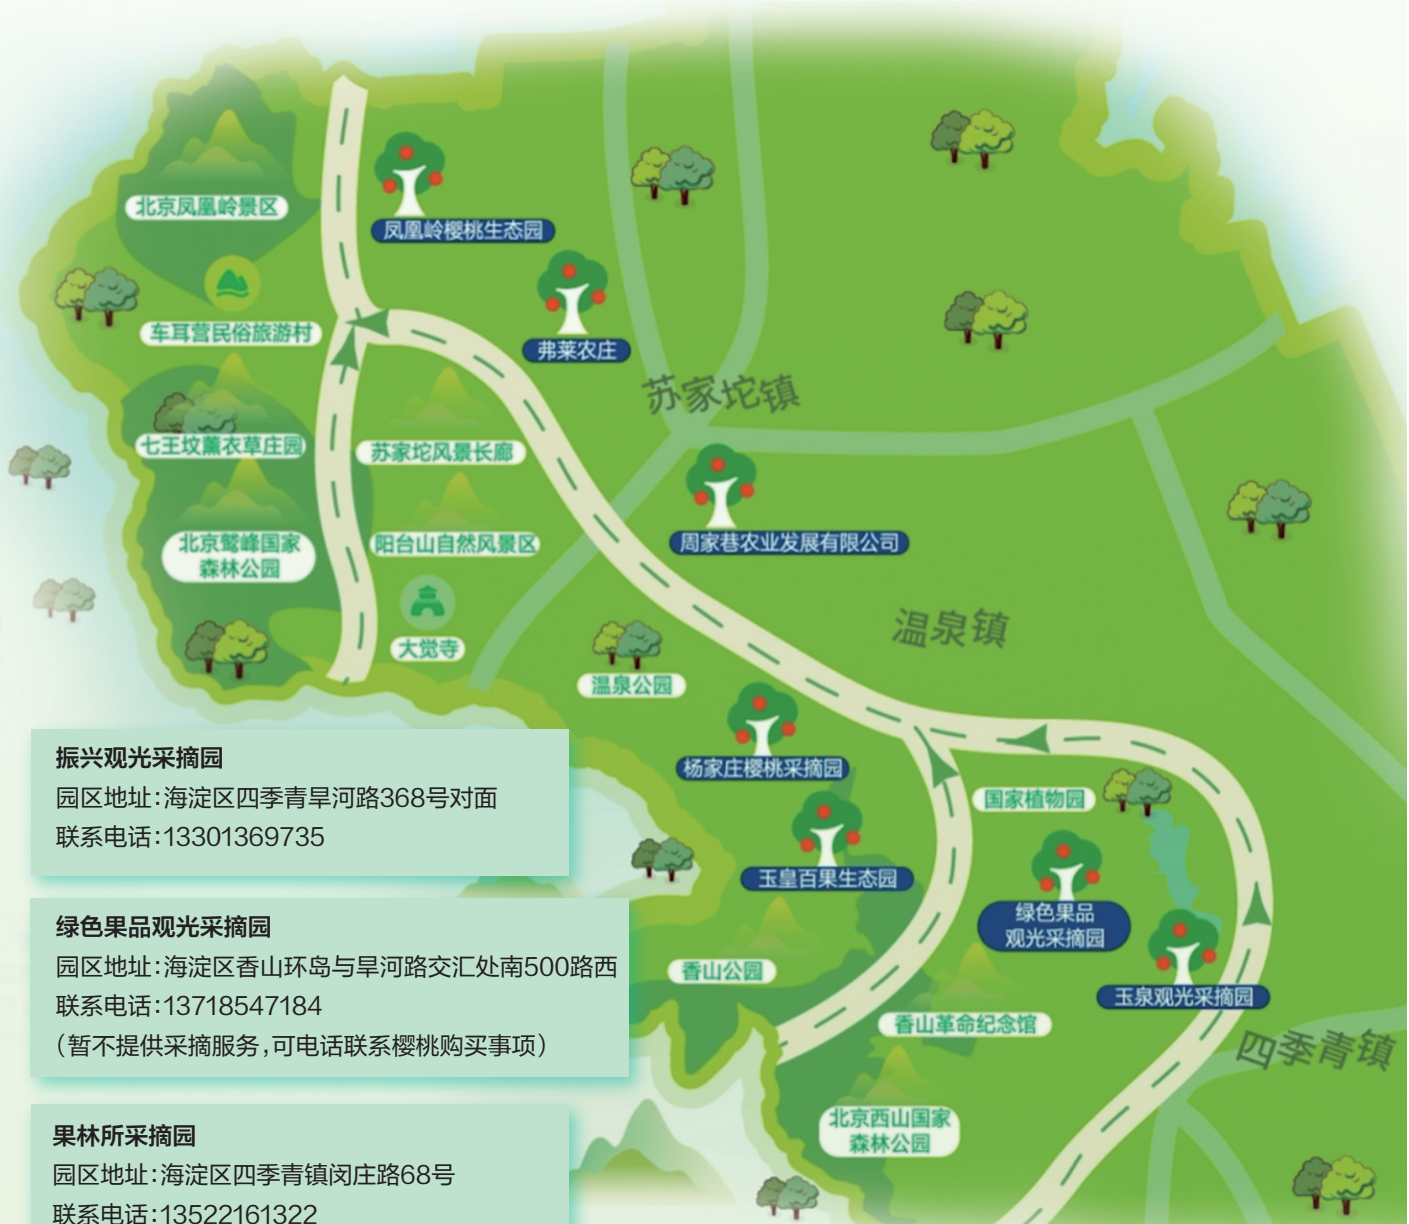 北京凤凰岭景区
凤凰岭樱桃生态园
车耳营民俗旅游村
弗莱农庄
苏家坨镇
七王坟薰衣草庄园
苏家坨风景长廊
北京鹫峰国家
森林公园
阳台山自然风景区
周家巷农业发展有限公司
大觉寺
温泉镇
温泉公园
杨家庄樱桃采摘园
国家植物园
玉皇百果生态园
绿色果品
观光采摘园
香山公园
玉泉观光采摘园
香山革命纪念馆
四季青镇
北京西山国家
森林公园
振兴观光采摘园
园区地址:海淀区四季青旱河路368号对面
联系电话:13301369735
绿色果品观光采摘园
园区地址:海淀区香山环岛与旱河路交汇处南500路西
联系电话:13718547184
(暂不提供采摘服务,可电话联系樱桃购买事项)
果林所采摘园
园区地址:海淀区四季青镇闵庄路68号
联系电话:13522161322